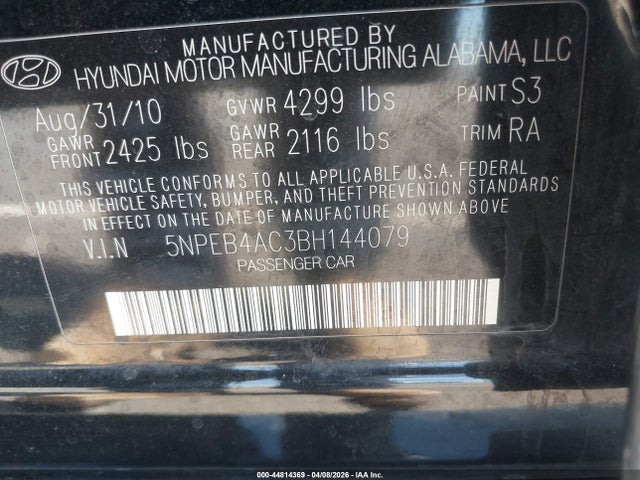 MANUFACTURED BY
HYUNDAI MOTOR MANUFACTURING ALABAMA, LLC
Aug/31/10 GVWR 4299 lbs PAINT S3
GAWR FRONT 2425 lbs GAWR REAR 2116 lbs TRIM RA
THIS VEHICLE CONFORMS TO ALL APPLICABLE U.S.A. FEDERAL
MOTOR VEHICLE SAFETY, BUMPER, AND THEFT PREVENTION STANDARDS
IN EFFECT ON THE DATE OF MANUFACTURE SHOWN ABOVE
V.I.N 5NPEB4AC3BH144079
PASSENGER CAR
000-44814369 | 04/08/2026 - IAA Inc.